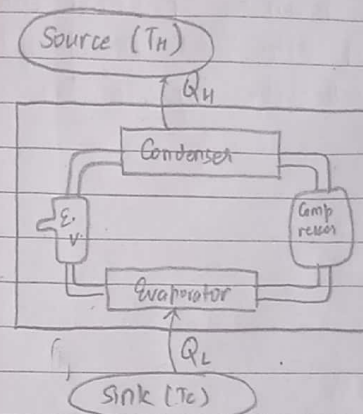 Source (TH)
QH
Condenser
E.
V.
Comp
ressor
Evaporator
QL
Sink (Tc)